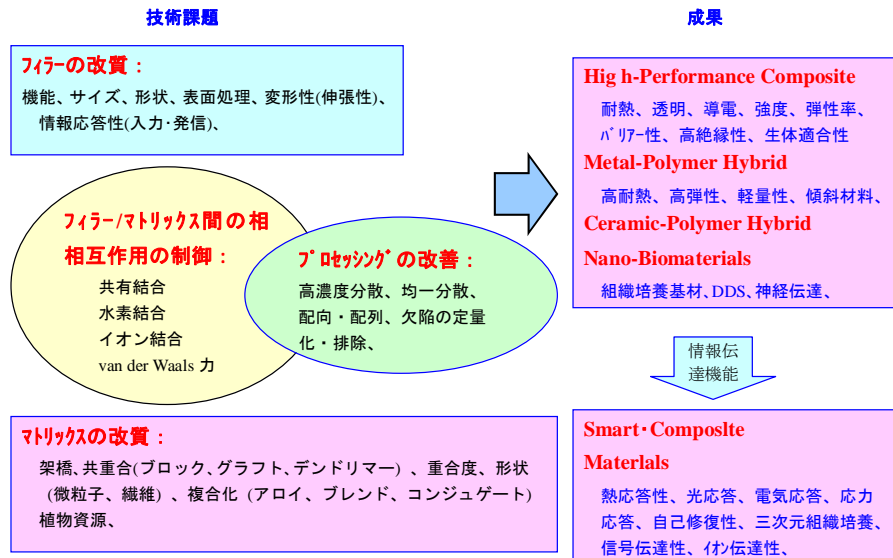 技術課題
成果
フィラーの改質：
機能、サイズ、形状、表面処理、変形性(伸張性)、
情報応答性(入力・発信)、
フィラー/マトリックス間の相
相互作用の制御：
共有結合
水素結合
イオン結合
van der Waals 力
プロセッシングの改善：
高濃度分散、均一分散、
配向・配列、欠陥の定量
化・排除、
マトリックスの改質：
架橋、共重合(ブロック、グラフト、デンドリマー) 、重合度、形状
(微粒子、繊維) 、複合化 (アロイ、ブレンド、コンジュゲート)
植物資源、
Hig h-Performance Composite
耐熱、透明、導電、強度、弾性率、
バリアー性、高絶縁性、生体適合性
Metal-Polymer Hybrid
高耐熱、高弾性、軽量性、傾斜材料、
Ceramic-Polymer Hybrid
Nano-Biomaterials
組織培養基材、DDS、神経伝達、
情報伝
達機能
Smart・Composlte
Materlals
熱応答性、光応答、電気応答、応力
応答、自己修復性、三次元組織培養、
信号伝達性、イオン伝達性、